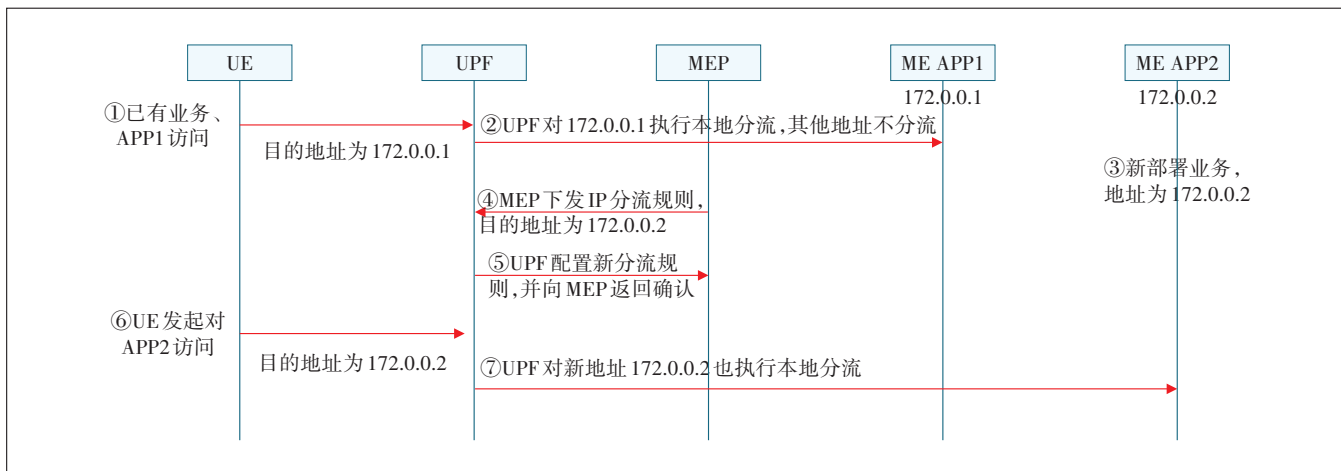 UE
UPF
MEP
ME APP1
ME APP2
172.0.0.1
172.0.0.2
①已有业务、
APP1访问
目的地址为172.0.0.1
②UPF对172.0.0.1执行本地分流,其他地址不分流
③新部署业务,
地址为172.0.0.2
④MEP下发IP分流规则,
目的地址为172.0.0.2
⑤UPF配置新分流规
则,并向MEP返回确认
⑥UE发起对
APP2访问
目的地址为172.0.0.2
⑦UPF对新地址172.0.0.2也执行本地分流